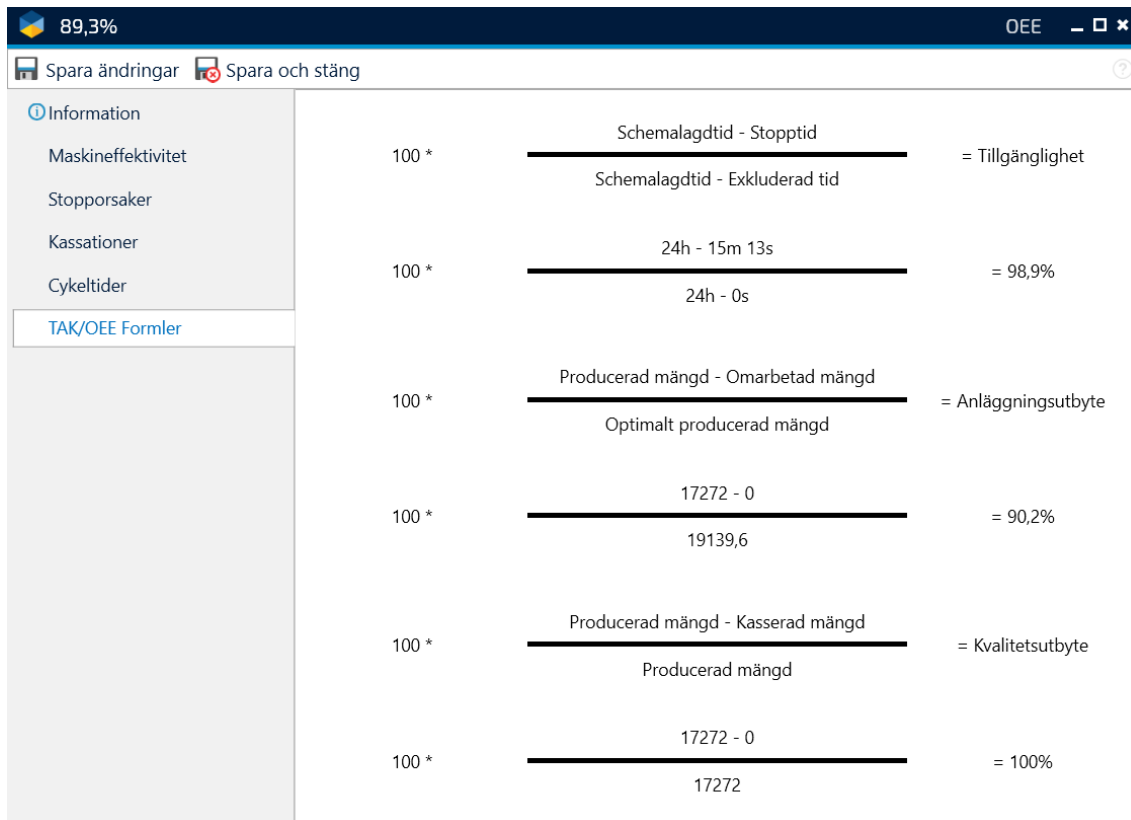 89,3%
OEE
Spara ändringar
Spara och stäng
?
Information
Maskineffektivitet
Stopporsaker
Kassationer
Cykeltider
TAK/OEE Formler
Schemalagdtid - Stopptid
100 *
= Tillgänglighet
Schemalagdtid - Exkluderad tid
24h - 15m 13s
100 *
= 98,9%
24h - 0s
Producerad mängd - Omarbetad mängd
100 *
= Anläggningsutbyte
Optimalt producerad mängd
17272 - 0
100 *
= 90,2%
19139,6
Producerad mängd - Kasserad mängd
100 *
= Kvalitetsutbyte
Producerad mängd
17272 - 0
100 *
= 100%
17272